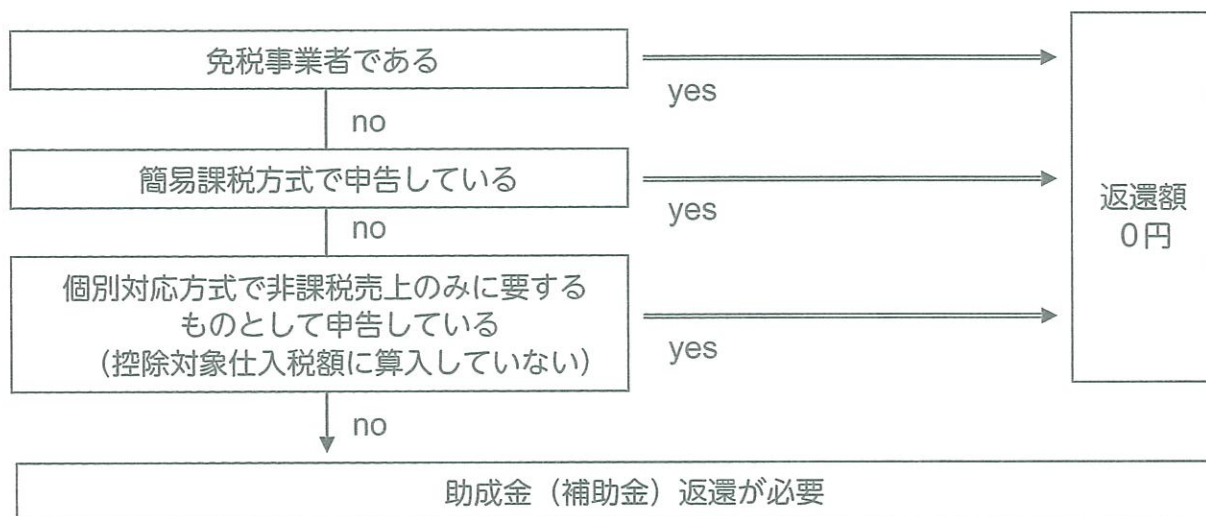 免税事業者である
yes
no
簡易課税方式で申告している
yes
no
返還額
0円
個別対応方式で非課税売上のみに要する
ものとして申告している
（控除対象仕入税額に算入していない）
yes
no
助成金（補助金）返還が必要